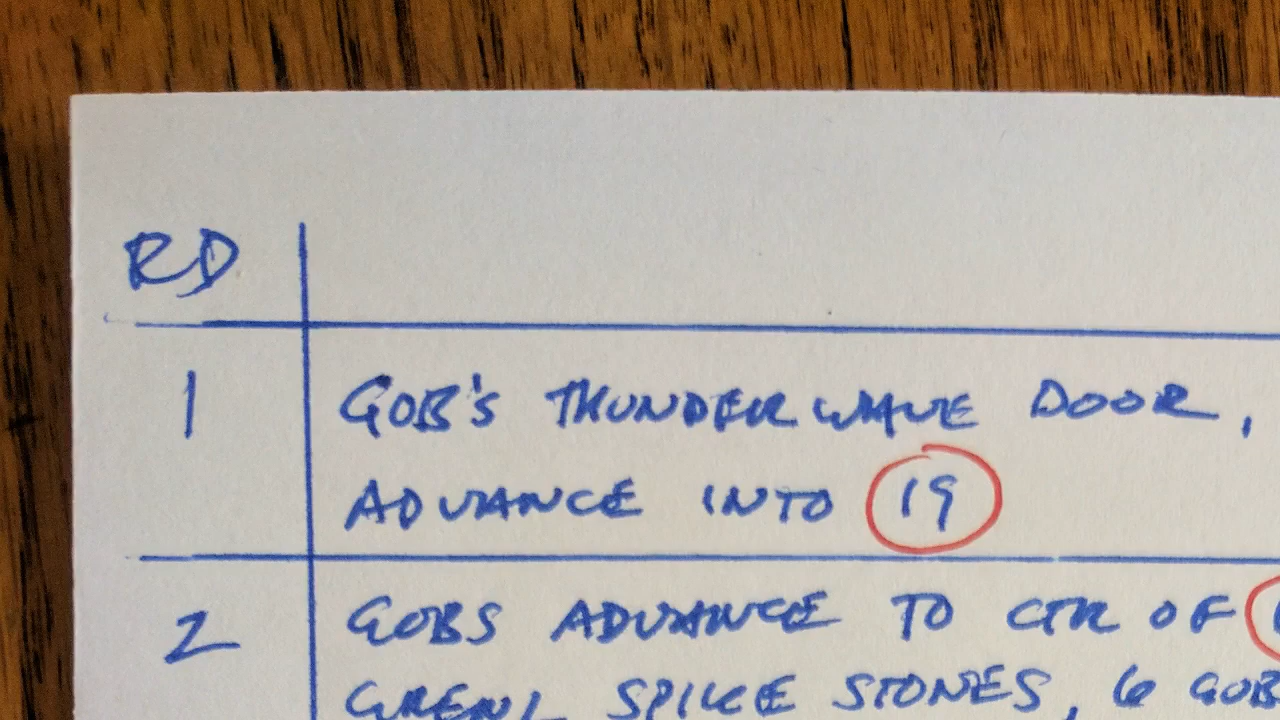 RD
1 GOB'S THUNDERWAVE DOOR,
ADVANCE INTO 19
2 GOBS ADVANCE TO CTR OF
SPIKE STONES, 6 GOB